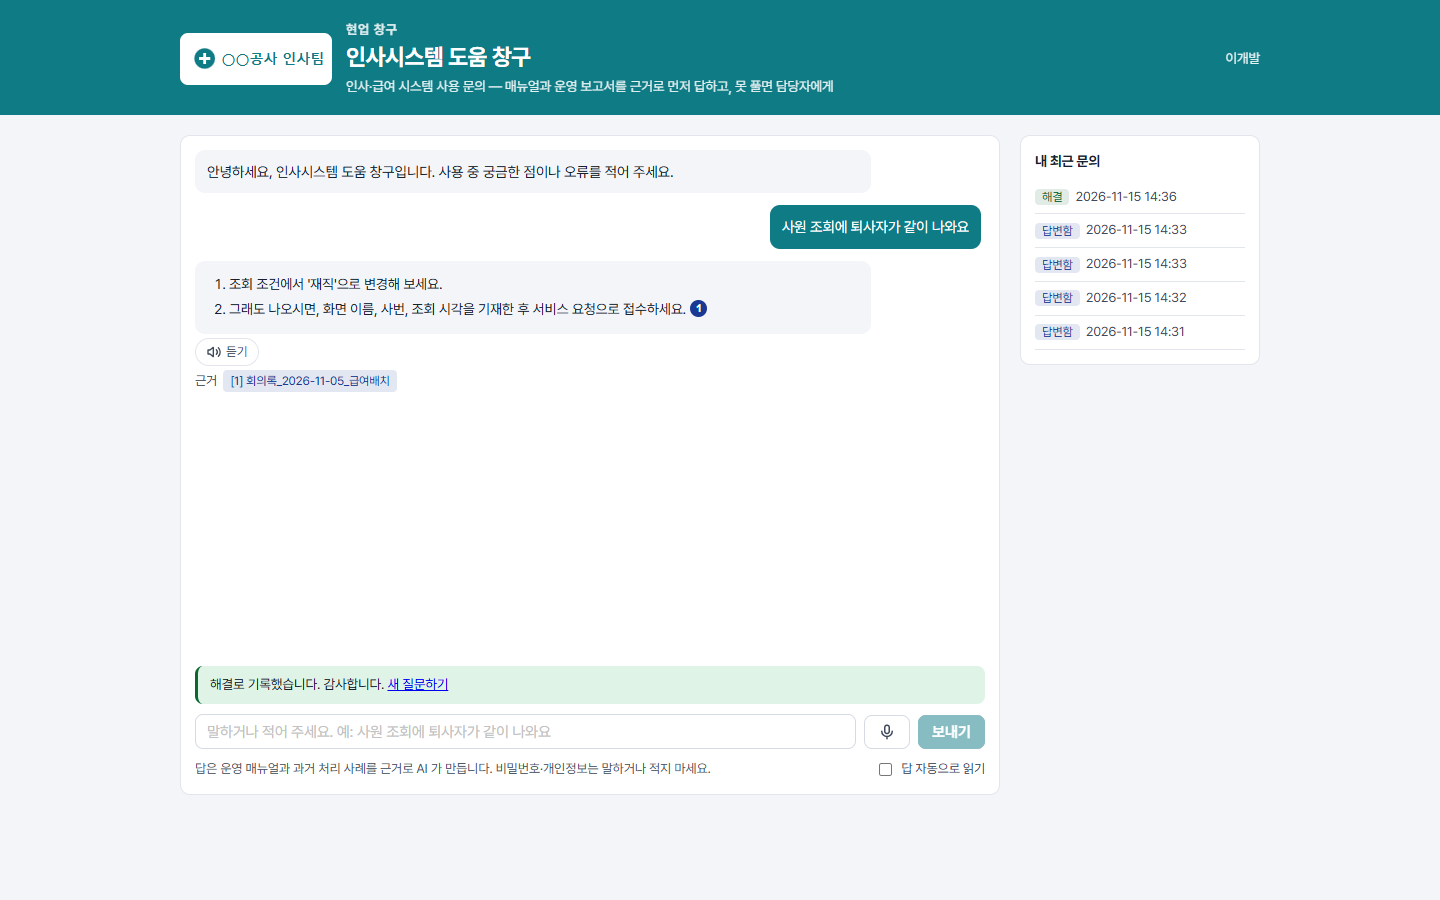 ○○공사 인사팀
현업 창구
인사시스템 도움 창구
인사·급여 시스템 사용 문의 — 매뉴얼과 운영 보고서를 근거로 먼저 답하고, 못 풀면 담당자에게
이개발
안녕하세요, 인사시스템 도움 창구입니다. 사용 중 궁금한 점이나 오류를 적어 주세요.
사원 조회에 퇴사자가 같이 나와요
1. 조회 조건에서 '재직'으로 변경해 보세요.
2. 그래도 나오시면, 화면 이름, 사번, 조회 시각을 기재한 후 서비스 요청으로 접수하세요. 1
듣기
근거 [1] 회의록_2026-11-05_급여배치
해결로 기록했습니다. 감사합니다. 새 질문하기
말하거나 적어 주세요. 예: 사원 조회에 퇴사자가 같이 나와요
보내기
답은 운영 매뉴얼과 과거 처리 사례를 근거로 AI 가 만듭니다. 비밀번호·개인정보는 말하거나 적지 마세요.
답 자동으로 읽기
내 최근 문의
해결 2026-11-15 14:36
답변함 2026-11-15 14:33
답변함 2026-11-15 14:33
답변함 2026-11-15 14:32
답변함 2026-11-15 14:31